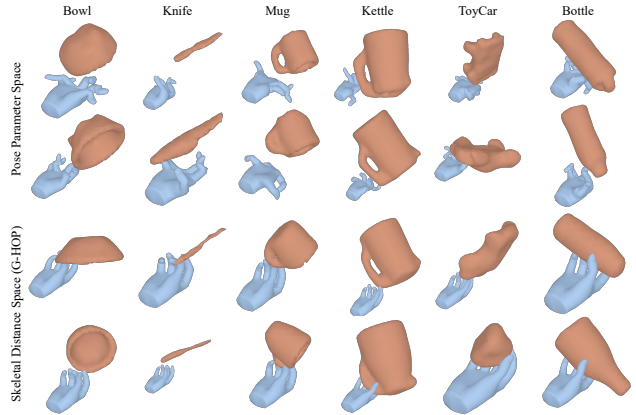 Bowl Knife Mug Kettle ToyCar Bottle
Pose Parameter Space
Skeletal Distance Space (G-HOP)